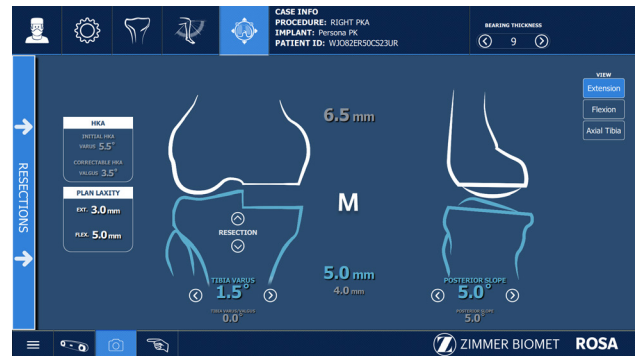 CASE INFO
PROCEDURE: RIGHT PKA
IMPLANT: Persona PK
PATIENT ID: WJO82ER50CS23UR
BEARING THICKNESS
9
VIEW
Extension
Flexion
Axial Tibia
RESECTIONS
HKA
INITIAL HKA
VARUS 5.5°
CORRECTABLE HKA
VALGUS 3.5°
PLAN LAXITY
EXT. 3.0 mm
FLEX. 5.0 mm
6.5 mm
M
RESECTION
5.0 mm
4.0 mm
TIBIA VARUS
1.5°
TIBIA VARUS/VALGUS
0.0°
POSTERIOR SLOPE
5.0°
POSTERIOR SLOPE
5.0°
ZIMMER BIOMET
ROSA